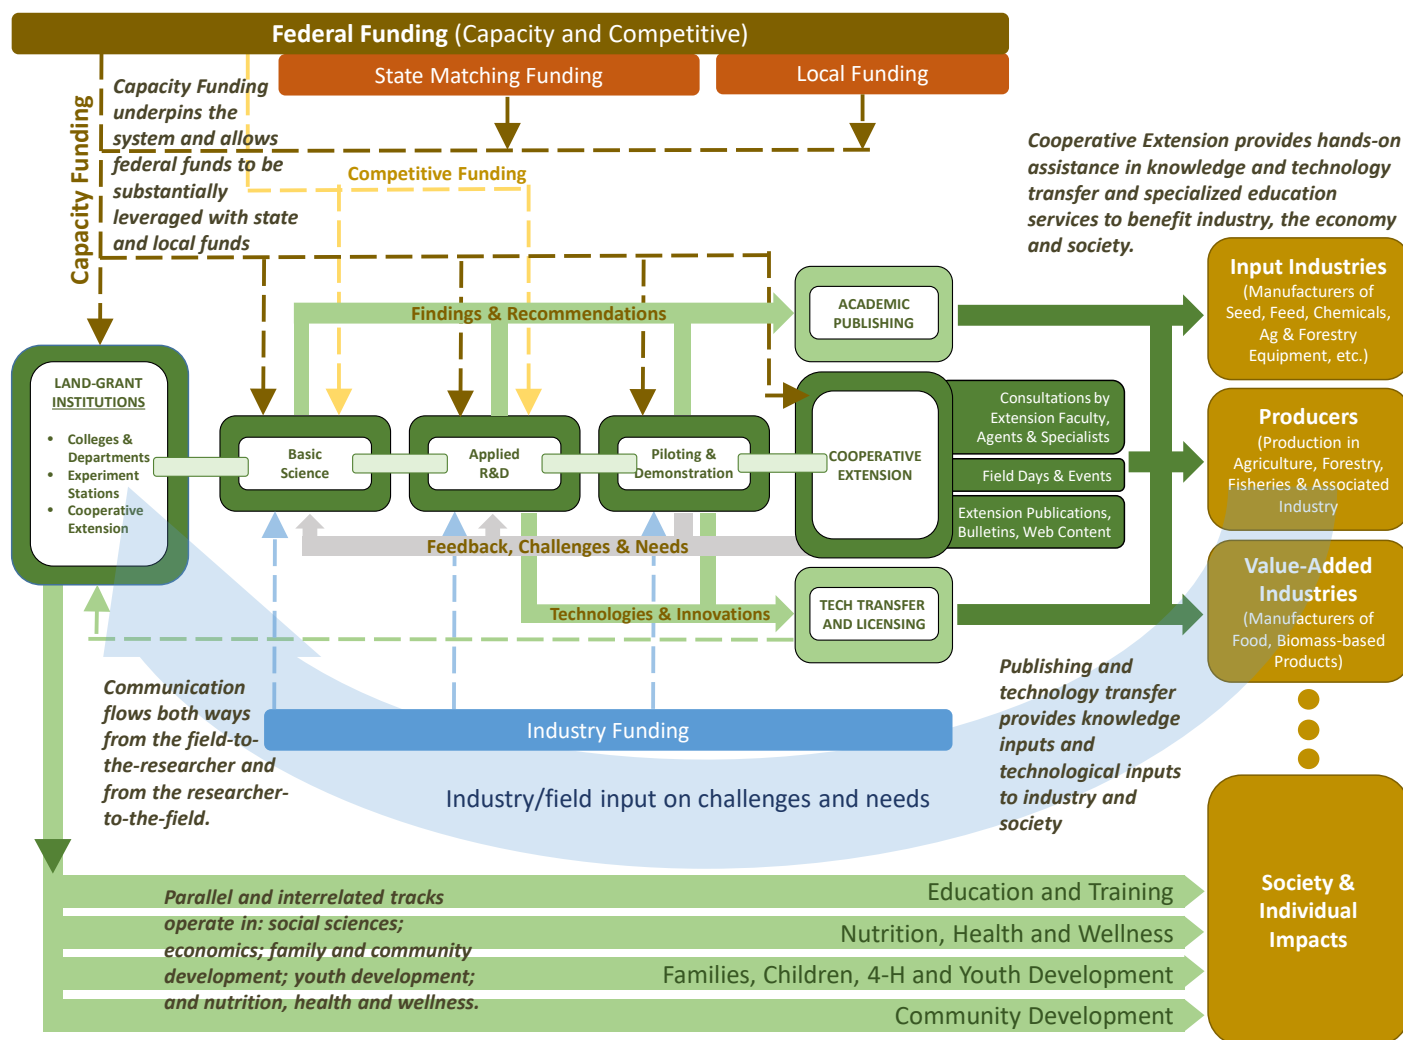 Federal Funding (Capacity and Competitive)
State Matching Funding
Local Funding
Capacity Funding
Capacity Funding
underpins the
system and allows
federal funds to be
substantially
leveraged with state
and local funds
Competitive Funding
Cooperative Extension provides hands-on
assistance in knowledge and technology
transfer and specialized education
services to benefit industry, the economy
and society.
Findings & Recommendations
ACADEMIC
PUBLISHING
Input Industries
(Manufacturers of
Seed, Feed, Chemicals,
Ag & Forestry
Equipment, etc.)
LAND-GRANT
INSTITUTIONS
• Colleges &
Departments
• Experiment
Stations
• Cooperative
Extension
Basic
Science
Applied
R&D
Piloting &
Demonstration
COOPERATIVE
EXTENSION
Consultations by
Extension Faculty,
Agents & Specialists
Field Days & Events
Extension Publications,
Bulletins, Web Content
Producers
(Production in
Agriculture, Forestry,
Fisheries & Associated
Industry
Feedback, Challenges & Needs
Technologies & Innovations
TECH TRANSFER
AND LICENSING
Value-Added
Industries
(Manufacturers of
Food, Biomass-based
Products)
Communication
flows both ways
from the field-to-
the-researcher and
from the researcher-
to-the-field.
Industry Funding
Industry/field input on challenges and needs
Publishing and
technology transfer
provides knowledge
inputs and
technological inputs
to industry and
society
Parallel and interrelated tracks
operate in: social sciences;
economics; family and community
development; youth development;
and nutrition, health and wellness.
Education and Training
Nutrition, Health and Wellness
Families, Children, 4-H and Youth Development
Community Development
Society &
Individual
Impacts